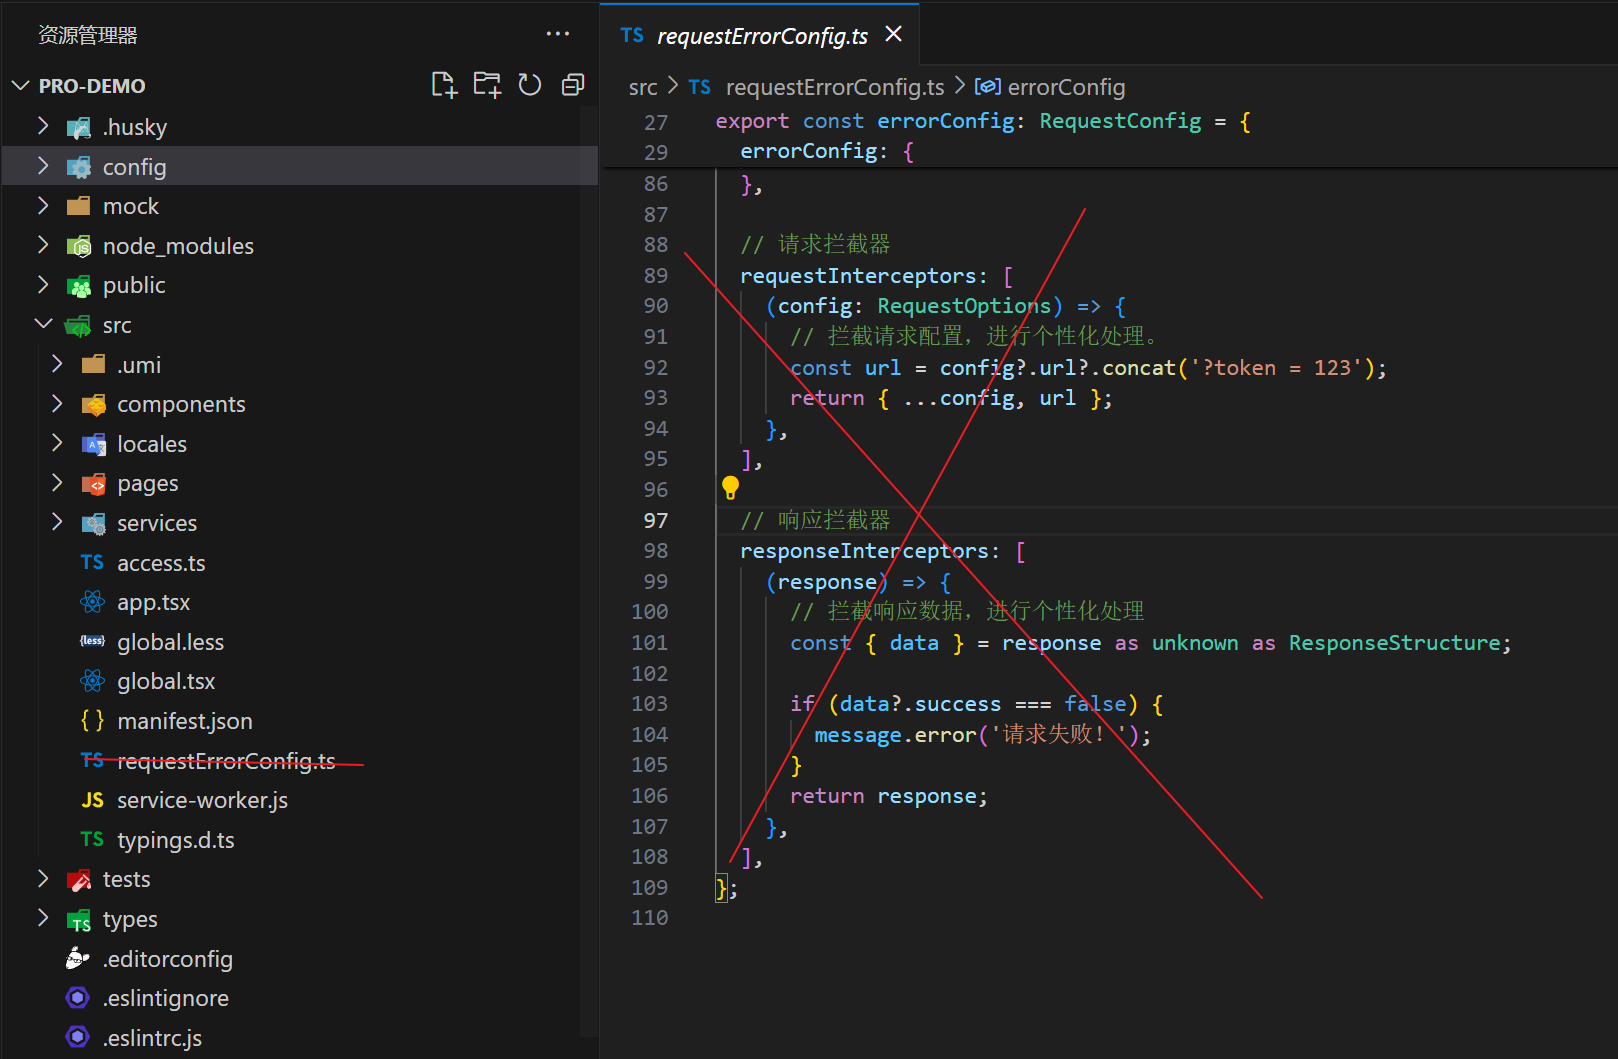 资源管理器
PRO-DEMO
.husky
config
mock
node_modules
public
src
.umi
components
locales
pages
services
TS access.ts
app.tsx
{less} global.less
global.tsx
{ } manifest.json
TS requestErrorConfig.ts
JS service-worker.js
TS typings.d.ts
tests
types
.editorconfig
.eslintignore
.eslintrc.js
TS requestErrorConfig.ts
src > TS requestErrorConfig.ts > errorConfig
27 export const errorConfig: RequestConfig = {
29 errorConfig: {
86 },
87
88 // 请求拦截器
89 requestInterceptors: [
90 (config: RequestOptions) => {
91 // 拦截请求配置，进行个性化处理。
92 const url = config?.url?.concat('?token = 123');
93 return { ...config, url };
94 },
95 ],
96
97 // 响应拦截器
98 responseInterceptors: [
99 (response) => {
100 // 拦截响应数据，进行个性化处理
101 const { data } = response as unknown as ResponseStructure;
102
103 if (data?.success === false) {
104 message.error('请求失败！');
105 }
106 return response;
107 },
108 ],
109 };
110